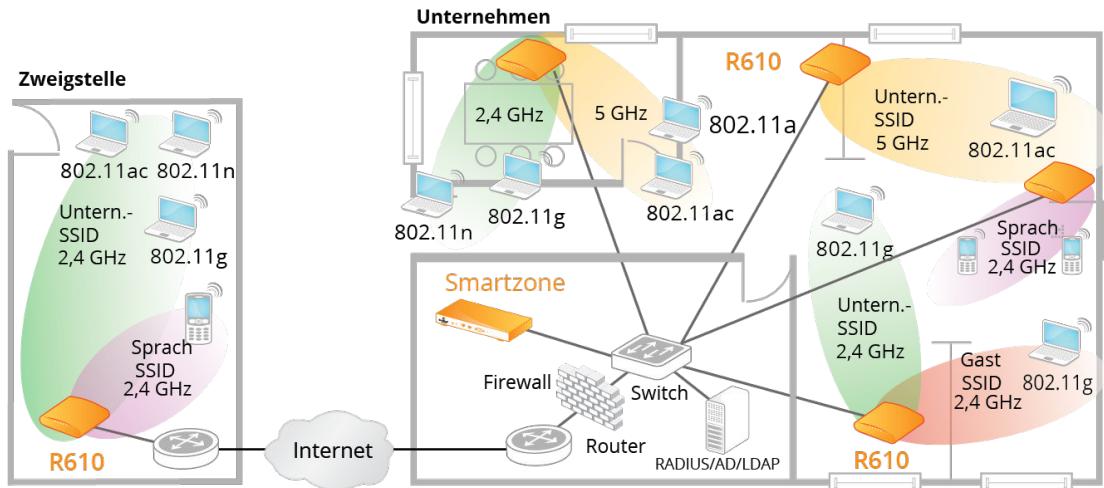 Zweigstelle
802.11ac
802.11n
Untern.-
SSID
2,4 GHz
802.11g
Sprach
SSID
2,4 GHz
R610
Internet
Unternehmen
2,4 GHz
5 GHz
802.11a
802.11n
802.11g
802.11ac
R610
Untern.-
SSID
5 GHz
802.11ac
802.11g
Sprach
SSID
2,4 GHz
Untern.-
SSID
2,4 GHz
Gast
SSID
2,4 GHz
802.11g
R610
Smartzone
Firewall
Switch
Router
RADIUS/AD/LDAP